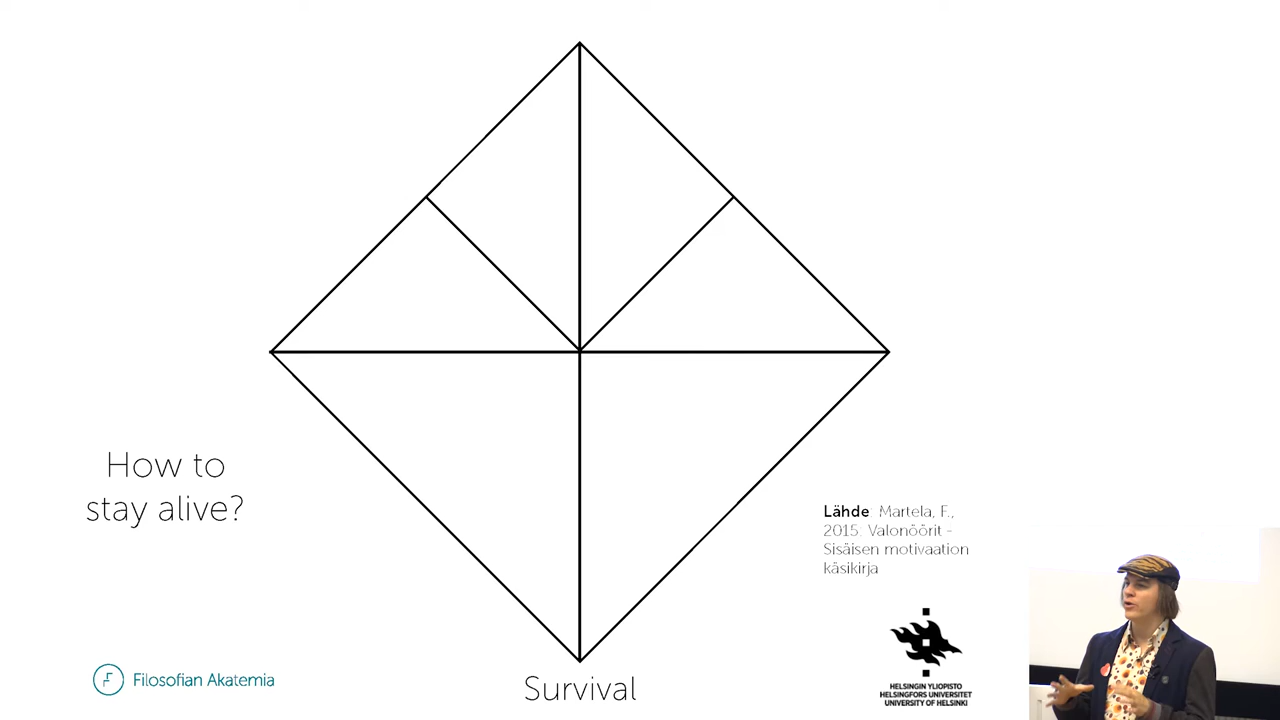 How to
stay alive?
Lähde: Martela, F.,
2015: Valonöörit -
Sisäisen motivaation
käsikirja
Survival
Filosofian Akatemia
HELSINGIN YLIOPISTO
HELSINGFORS UNIVERSITET
UNIVERSITY OF HELSINKI